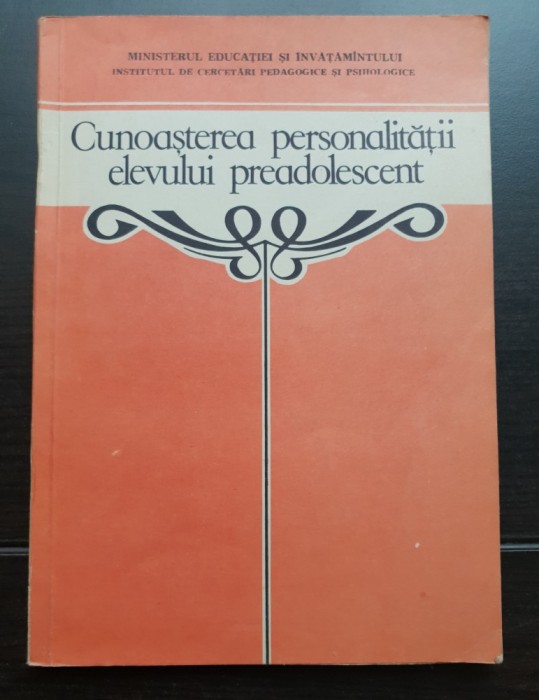 MINISTERUL EDUCAȚIEI ȘI ÎNVĂȚĂMÎNTULUI
INSTITUTUL DE CERCETĂRI PEDAGOGICE ȘI PSIHOLOGICE
Cunoașterea personalității
elevului preadolescent